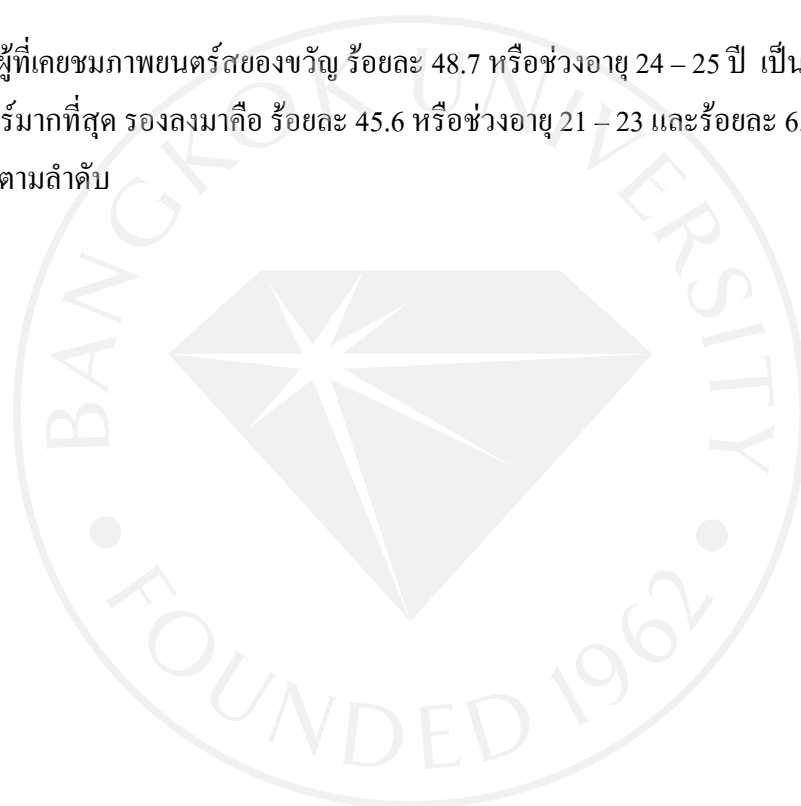 ผู้ที่เคยชมภาพยนตร์สยองขวัญ ร้อยละ 48.7 หรือช่วงอายุ 24 – 25 ปี เป็น
ร์มากที่สุด รองลงมาคือ ร้อยละ 45.6 หรือช่วงอายุ 21 – 23 และร้อยละ 6.
ตามลำดับ
BANGKOK UNIVERSITY
FOUNDED 1962